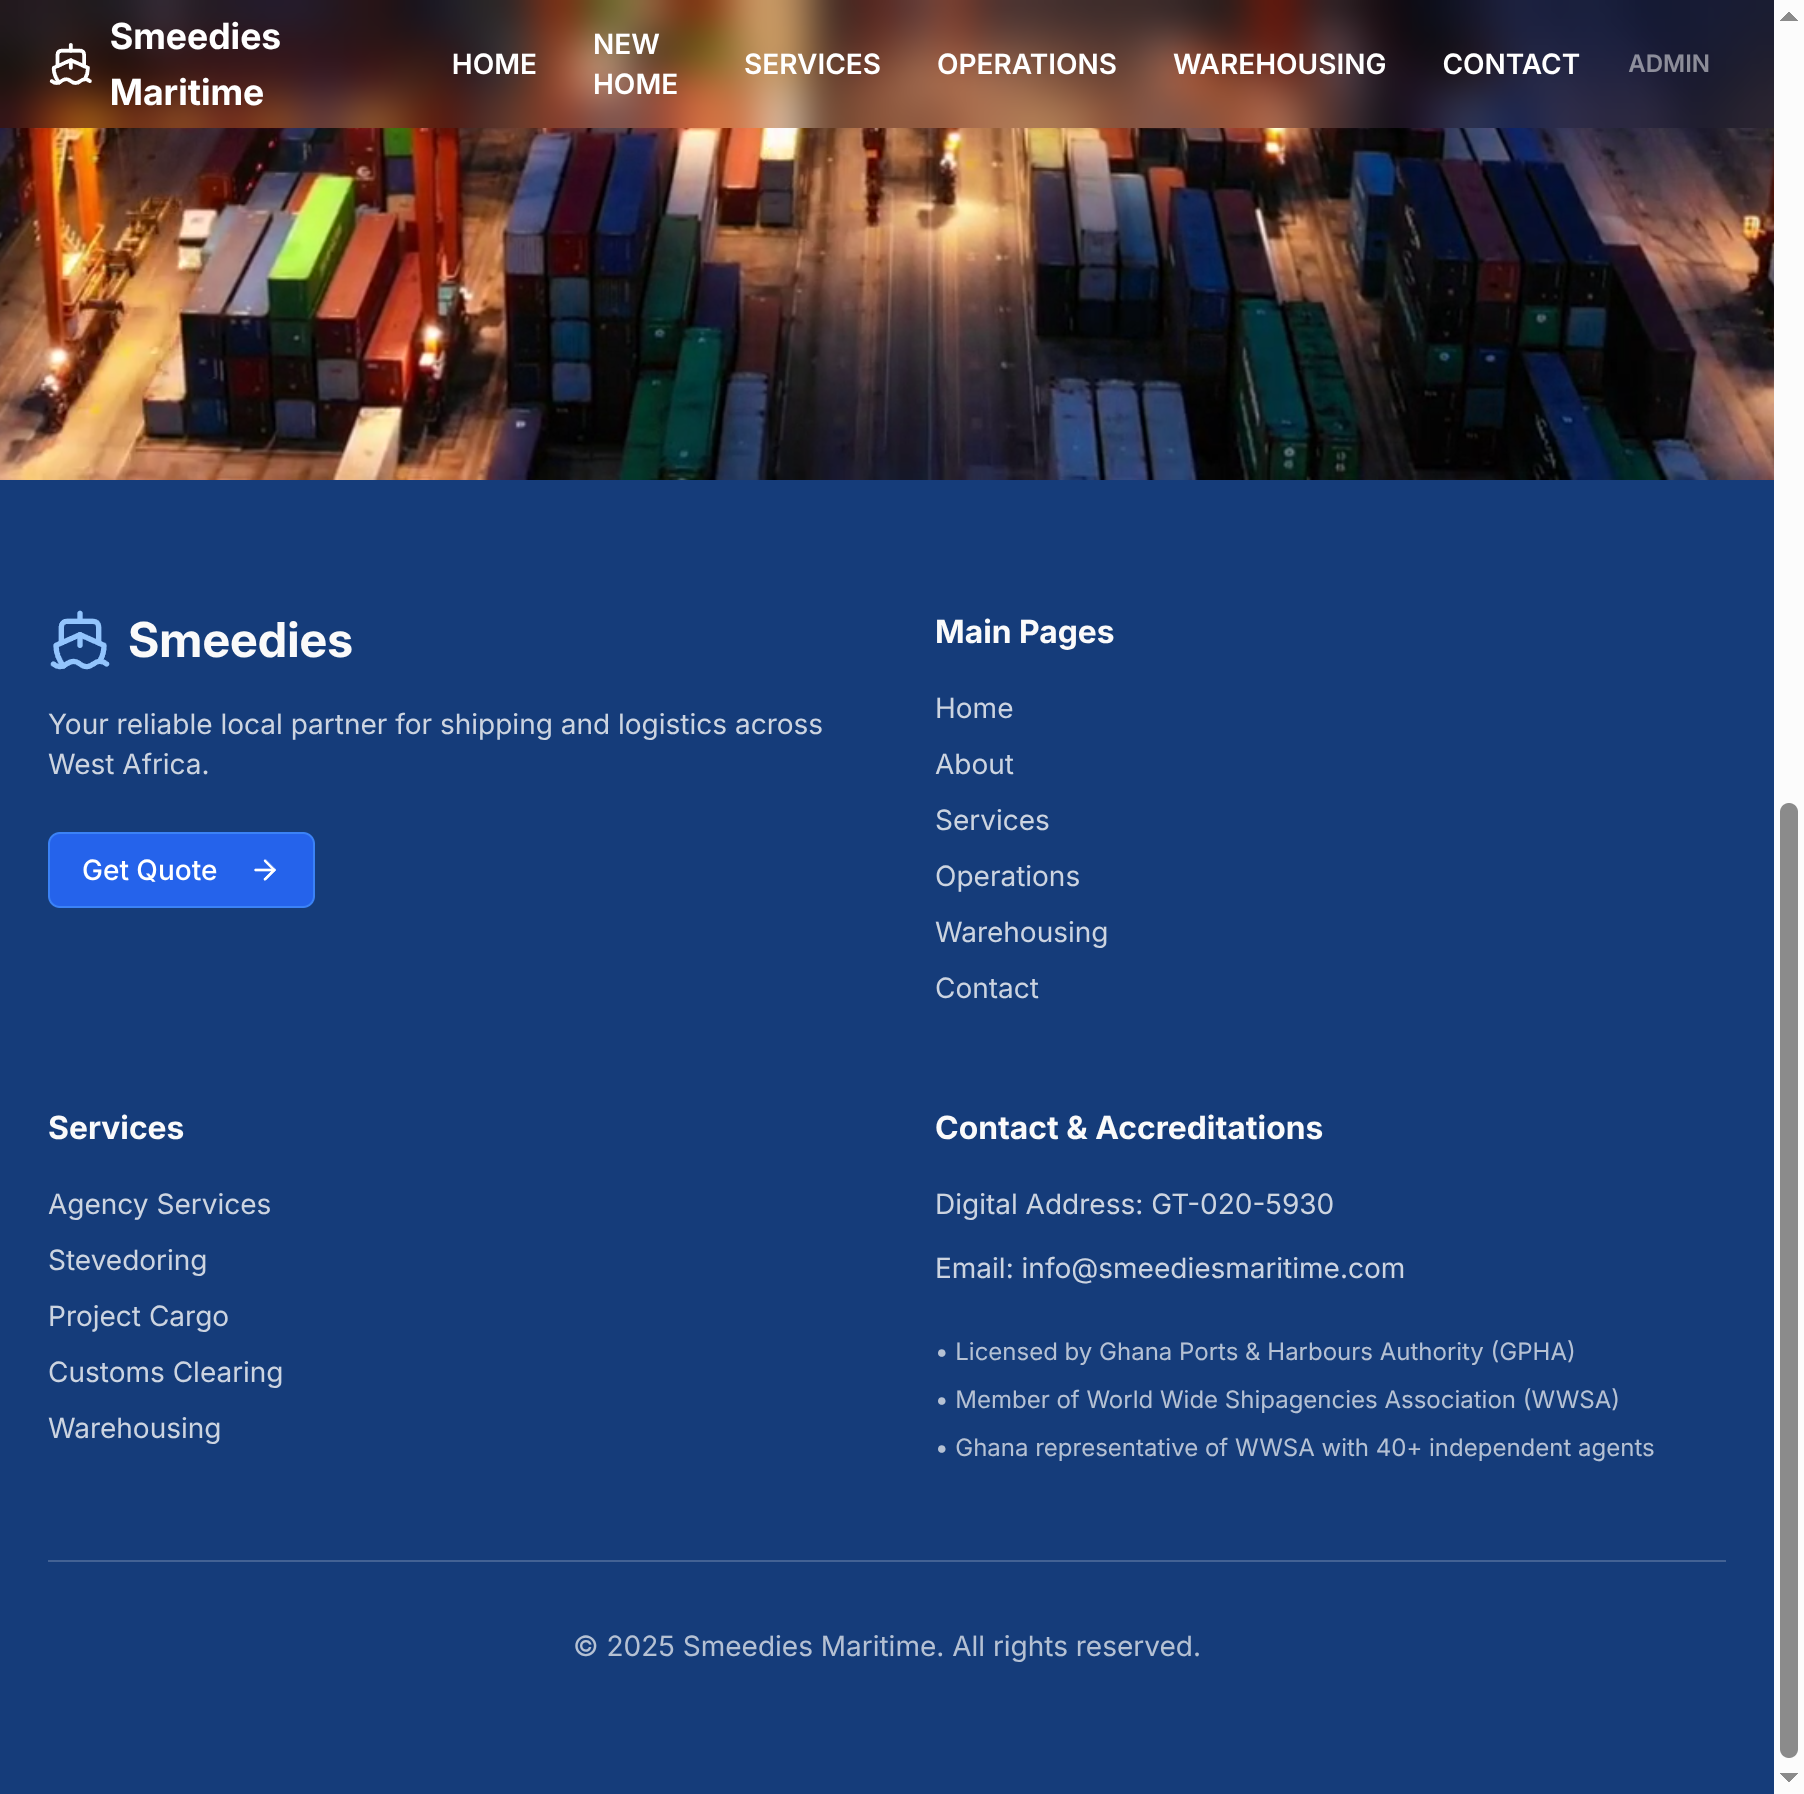 Smeedies
Maritime
HOME
NEW
HOME
SERVICES
OPERATIONS
WAREHOUSING
CONTACT
ADMIN
Smeedies
Your reliable local partner for shipping and logistics across
West Africa.
Get Quote
Main Pages
Home
About
Services
Operations
Warehousing
Contact
Services
Agency Services
Stevedoring
Project Cargo
Customs Clearing
Warehousing
Contact & Accreditations
Digital Address: GT-020-5930
Email: info@smeediesmaritime.com
• Licensed by Ghana Ports & Harbours Authority (GPHA)
• Member of World Wide Shipagencies Association (WWSA)
• Ghana representative of WWSA with 40+ independent agents
© 2025 Smeedies Maritime. All rights reserved.